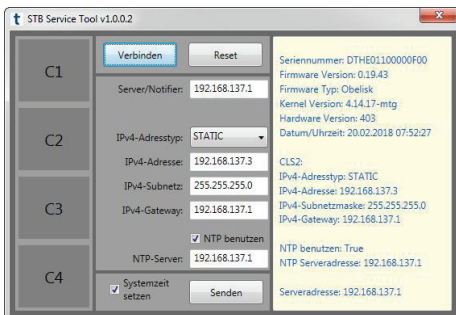 STB Service Tool v1.0.0.2
C1
C2
C3
C4
Verbinden Reset
Server/Notifier: 192.168.137.1
IPv4-Adresstyp: STATIC
IPv4-Adresse: 192.168.137.3
IPv4-Subnetz: 255.255.255.0
IPv4-Gateway: 192.168.137.1
NTP benutzen
NTP-Server: 192.168.137.1
Systemzeit
setzen
Senden
Seriennummer: DTHE01100000F00
Firmware Version: 0.19.43
Firmware Typ: Obelisk
Kernel Version: 4.14.17-mtg
Hardware Version: 403
Datum/Uhrzeit: 20.02.2018 07:52:27
CLS2:
IPv4-Adresstyp: STATIC
IPv4-Adresse: 192.168.137.3
IPv4-Subnetzmaske: 255.255.255.0
IPv4-Gateway: 192.168.137.1
NTP benutzen: True
NTP Serveradresse: 192.168.137.1
Serveradresse: 192.168.137.1